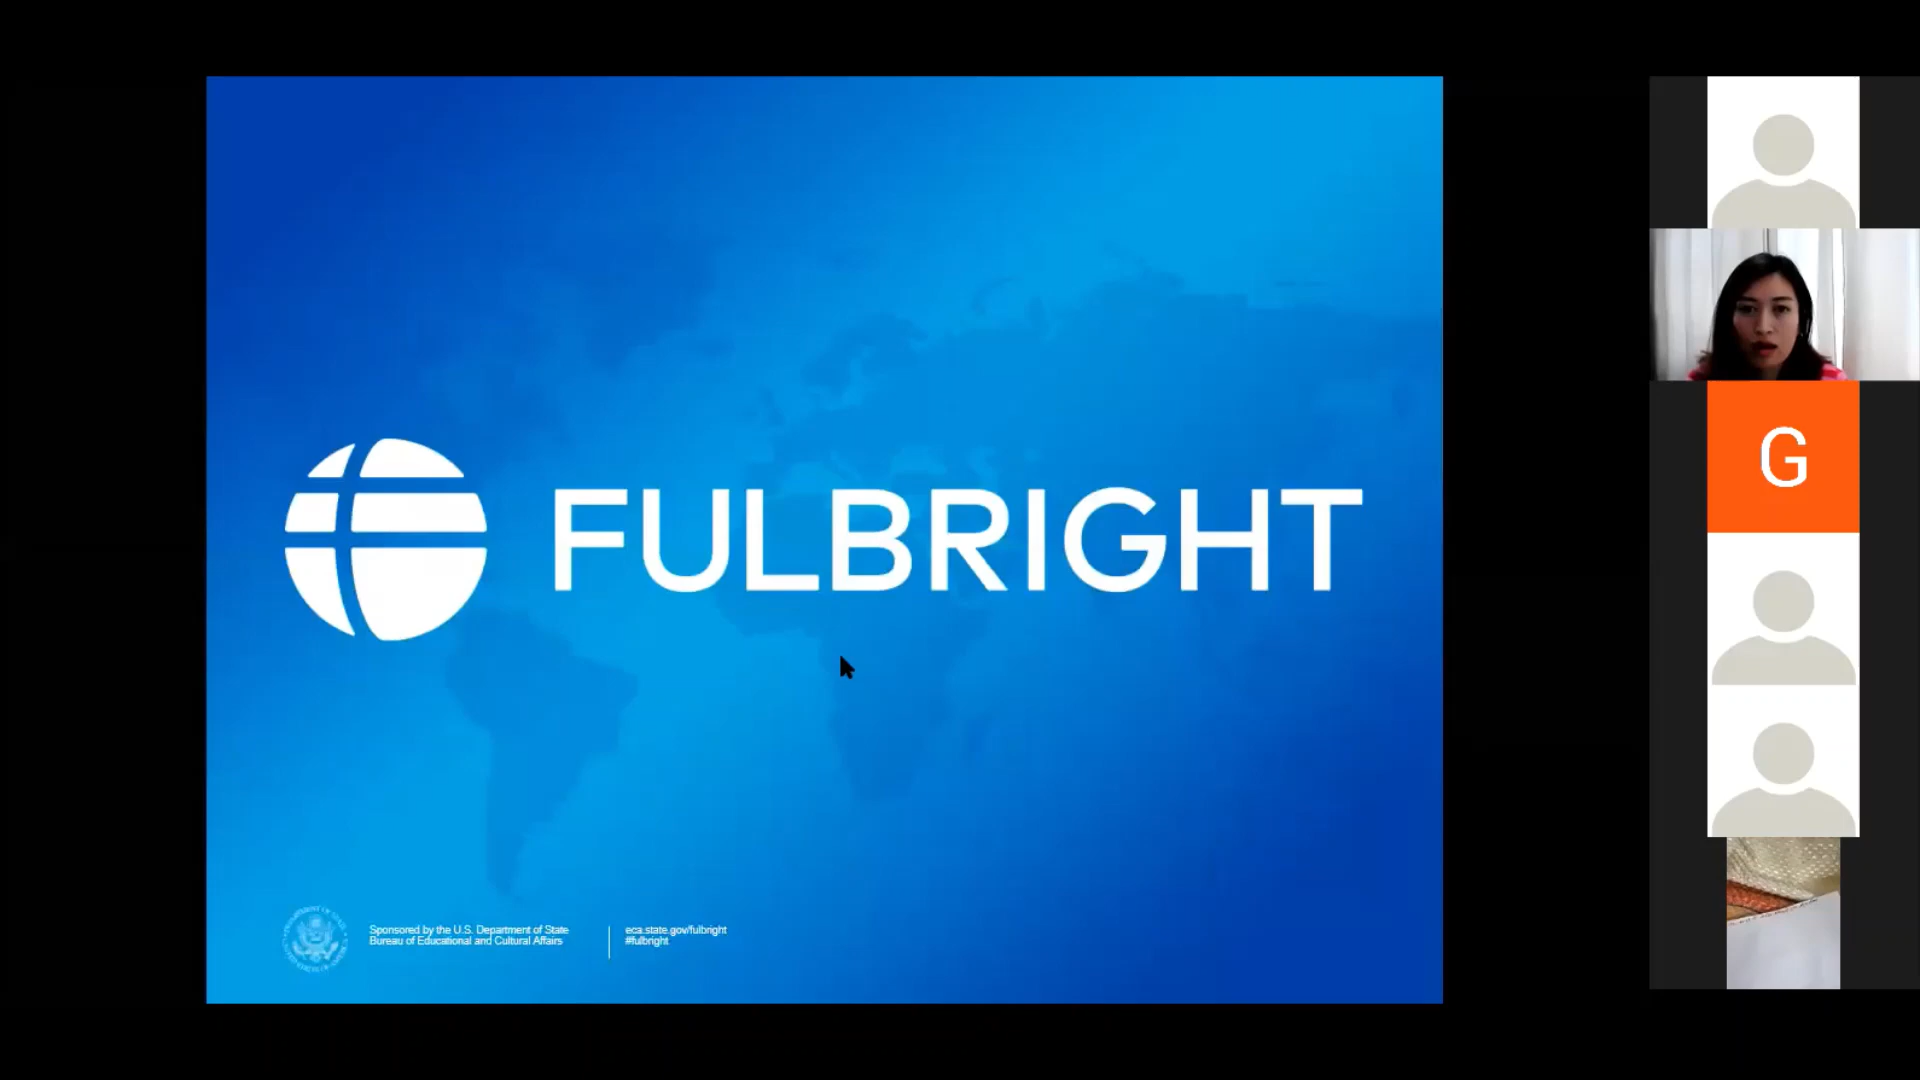 FULBRIGHT
Sponsored by the U.S. Department of State
Bureau of Educational and Cultural Affairs
eca.state.gov/fulbright
#fulbright
G